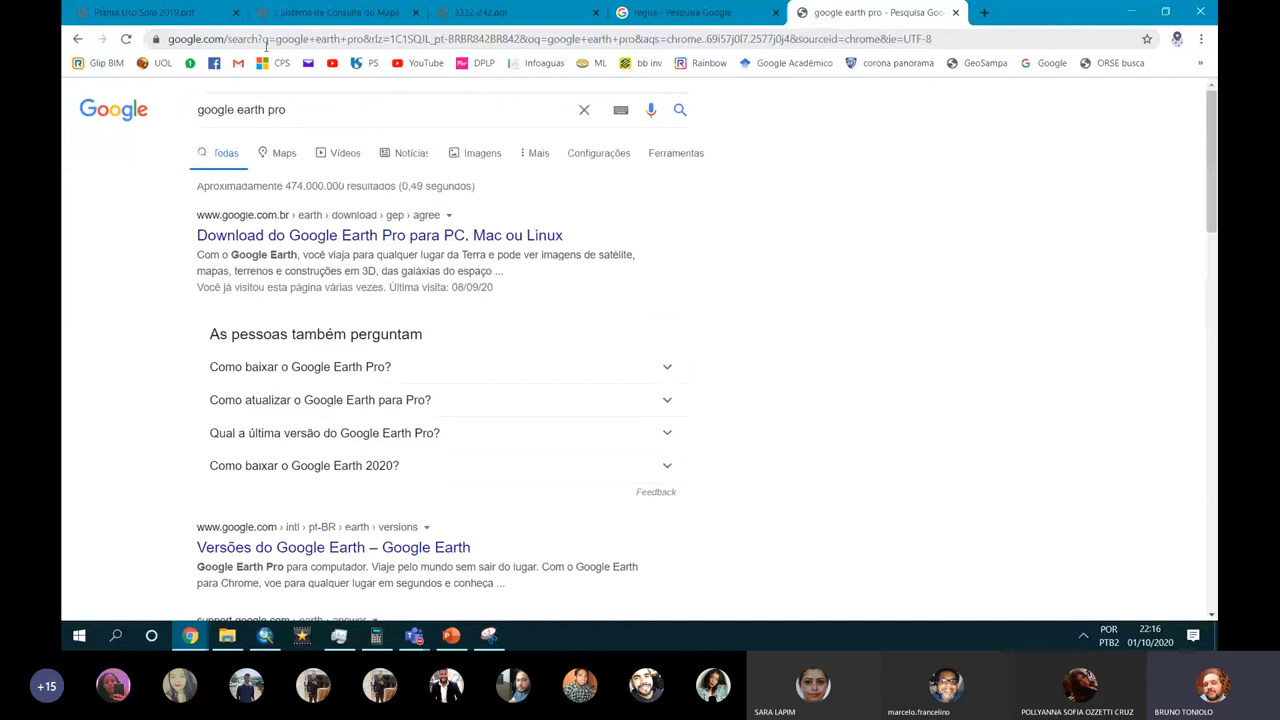 Planta Uso Solo 2019.pdf
:: Sistema de Consulta do Mapa
3322-242.pdf
regua - Pesquisa Google
google earth pro - Pesquisa Goo
google.com/search?q=google+earth+pro&rlz=1C1SQJL_pt-BRBR842BR842&oq=google+earth+pro&aqs=chrome..69i57j0l7.2577j0j4&sourceid=chrome&ie=UTF-8
Glip BIM
UOL
CPS
PS
YouTube
DPLP
Infoaguas
ML
bb inv
Rainbow
Google Acadêmico
corona panorama
GeoSampa
Google
ORSE busca
»
Google
google earth pro
Todas
Maps
Vídeos
Notícias
Imagens
Mais
Configurações
Ferramentas
Aproximadamente 474.000.000 resultados (0,49 segundos)
www.google.com.br › earth › download › gep › agree
Download do Google Earth Pro para PC, Mac ou Linux
Com o Google Earth, você viaja para qualquer lugar da Terra e pode ver imagens de satélite,
mapas, terrenos e construções em 3D, das galáxias do espaço ...
Você já visitou esta página várias vezes. Última visita: 08/09/20
As pessoas também perguntam
Como baixar o Google Earth Pro?
Como atualizar o Google Earth para Pro?
Qual a última versão do Google Earth Pro?
Como baixar o Google Earth 2020?
Feedback
www.google.com › intl › pt-BR › earth › versions
Versões do Google Earth – Google Earth
Google Earth Pro para computador. Viaje pelo mundo sem sair do lugar. Com o Google Earth
para Chrome, voe para qualquer lugar em segundos e conheça ...
support.google.com › earth › answer
POR
PTB2
22:16
01/10/2020
+15
SARA LAPIM
marcelo.francelino
POLLYANNA SOFIA OZZETTI CRUZ
BRUNO TONIOLO